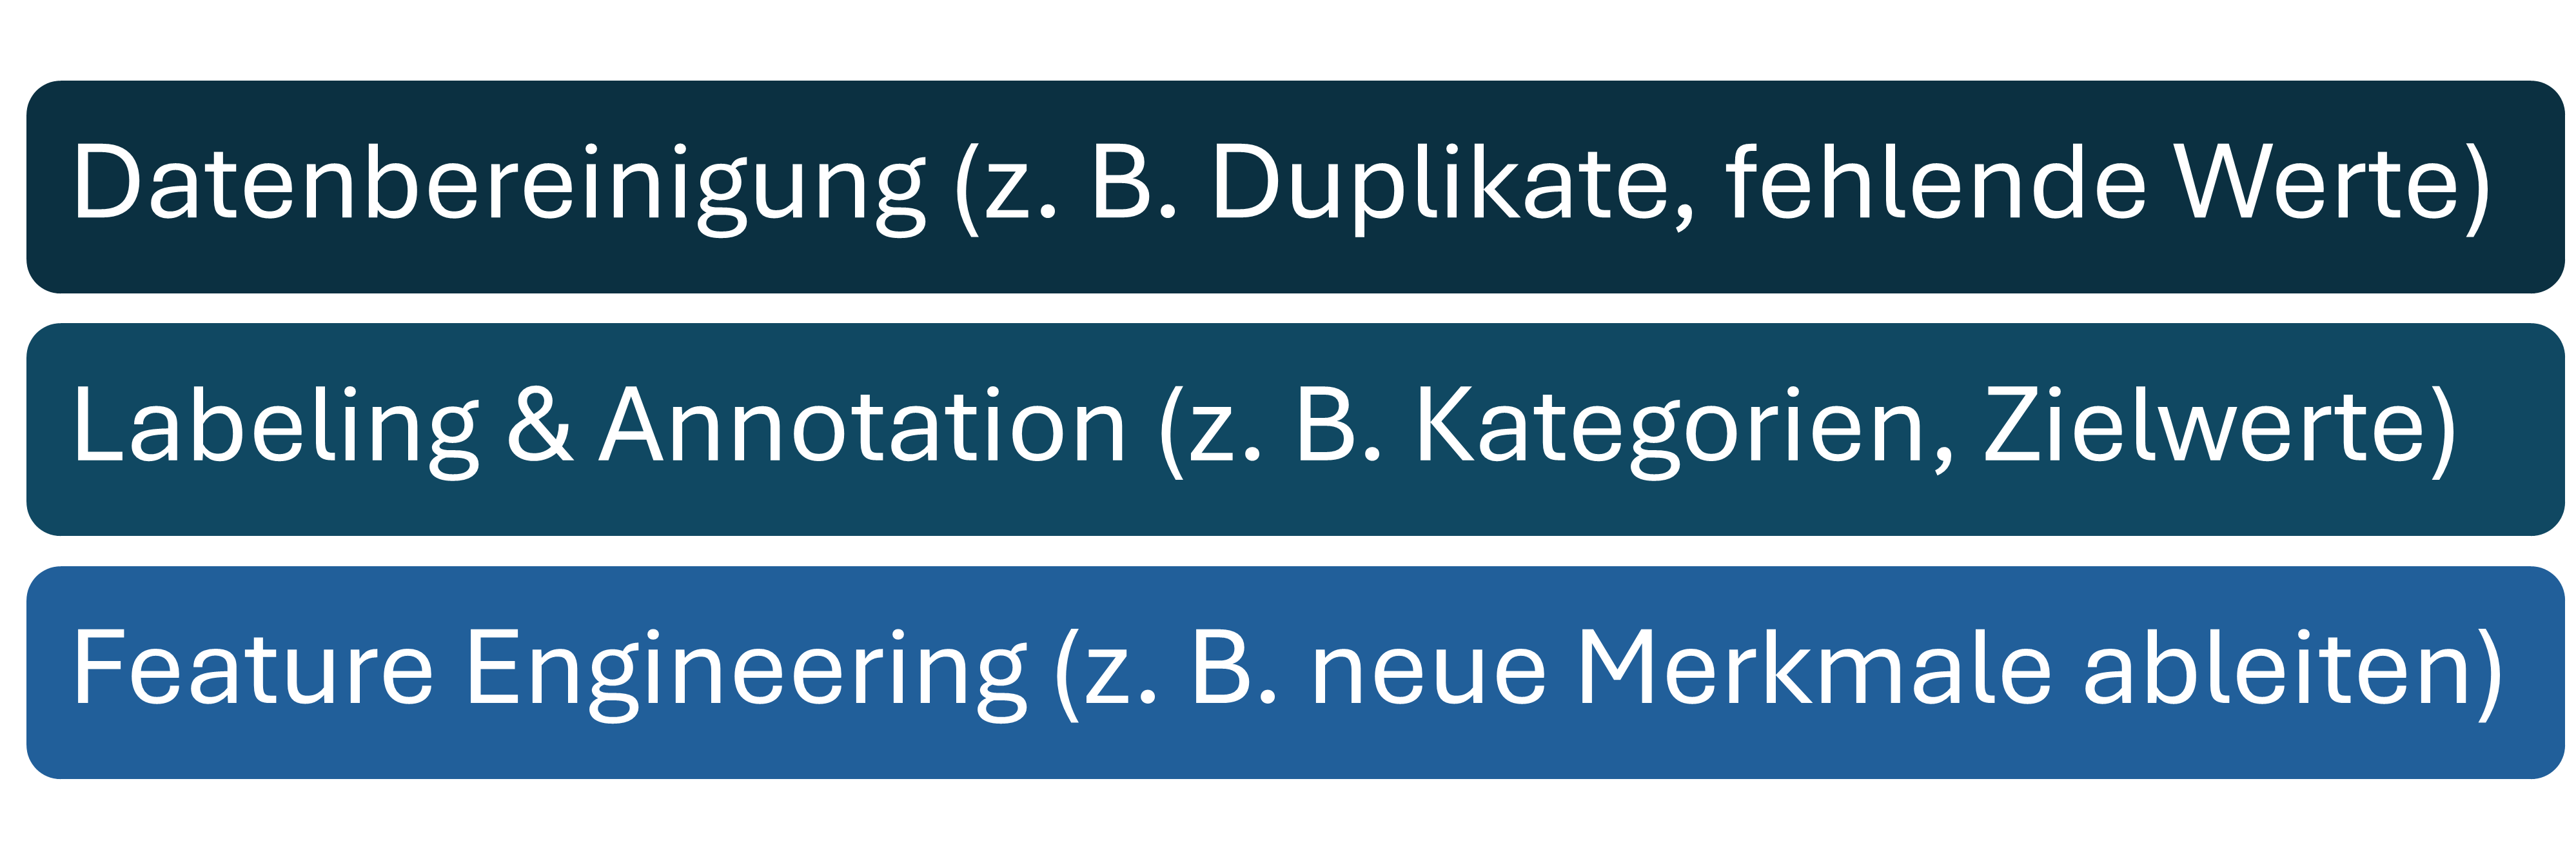 Datenbereinigung (z. B. Duplikate, fehlende Werte)
Labeling & Annotation (z. B. Kategorien, Zielwerte)
Feature Engineering (z. B. neue Merkmale ableiten)